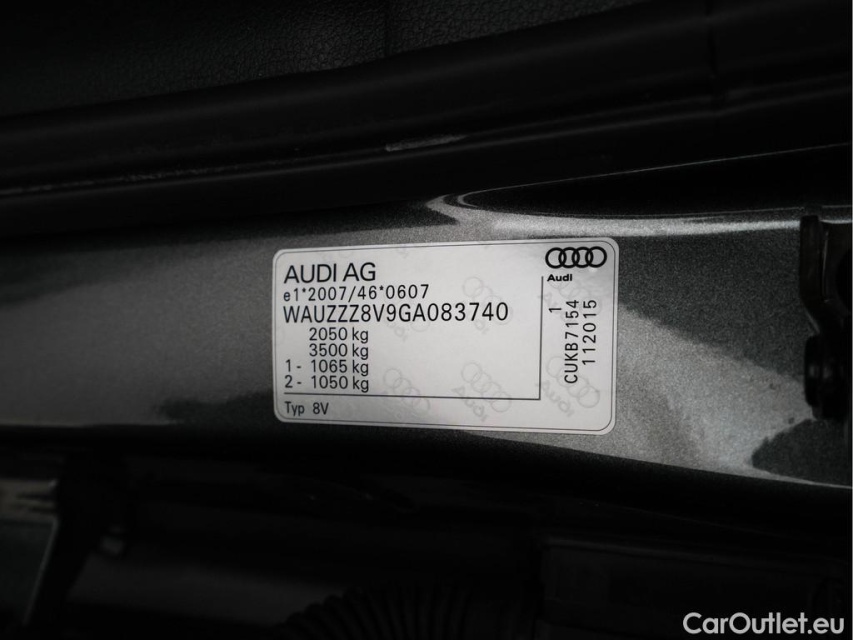 AUDI AG
Audi
e1*2007/46*0607
WAUZZZ8V9GA083740
2050 kg
3500 kg
1 - 1065 kg
2 - 1050 kg
Typ 8V
1
CUKB7154
112015
CarOutlet.eu